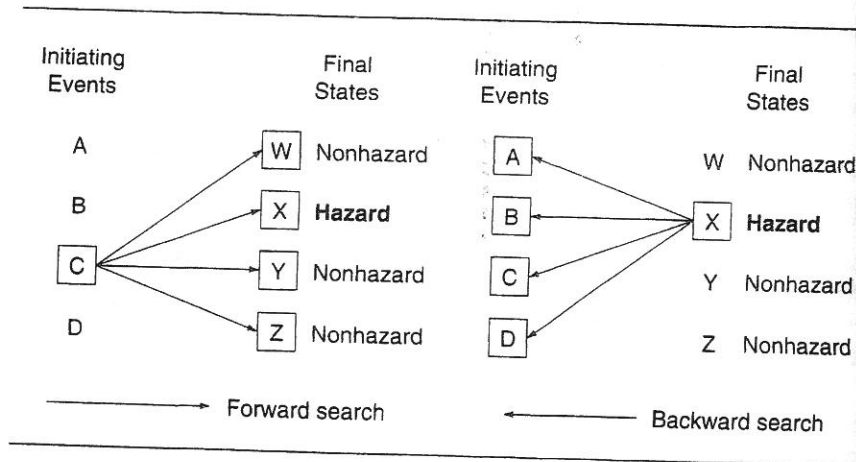 Initiating
Events
Final
States
A
W Nonhazard
B
X Hazard
C
Y Nonhazard
D
Z Nonhazard
Forward search
Initiating
Events
Final
States
A
W Nonhazard
B
X Hazard
C
Y Nonhazard
D
Z Nonhazard
Backward search